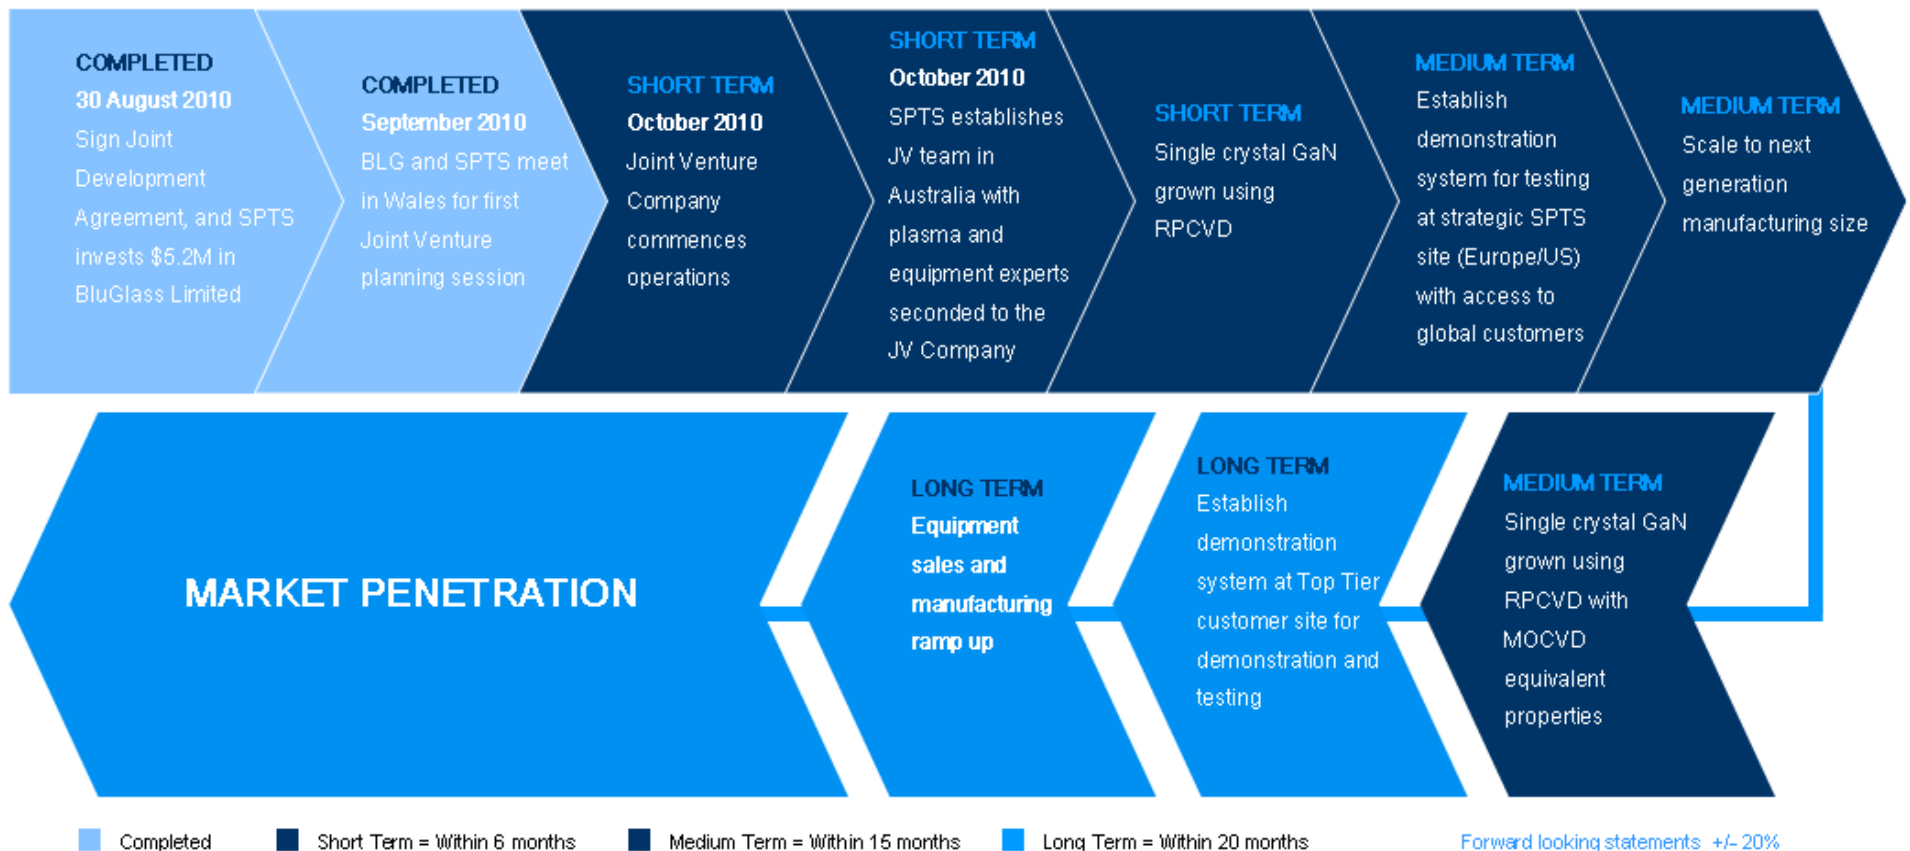 COMPLETED
30 August 2010
Sign Joint
Development
Agreement, and SPTS
invests $5.2M in
BluGlass Limited
COMPLETED
September 2010
BLG and SPTS meet
in Wales for first
Joint Venture
planning session
SHORT TERM
October 2010
Joint Venture
Company
commences
operations
SHORT TERM
October 2010
SPTS establishes
JV team in
Australia with
plasma and
equipment experts
seconded to the
JV Company
SHORT TERM
Single crystal GaN
grown using
RPCVD
MEDIUM TERM
Establish
demonstration
system for testing
at strategic SPTS
site (Europe/US)
with access to
global customers
MEDIUM TERM
Scale to next
generation
manufacturing size
MEDIUM TERM
Single crystal GaN
grown using
RPCVD with
MOCVD
equivalent
properties
LONG TERM
Establish
demonstration
system at Top Tier
customer site for
demonstration and
testing
LONG TERM
Equipment
sales and
manufacturing
ramp up
MARKET PENETRATION
Completed
Short Term = Within 6 months
Medium Term = Within 15 months
Long Term = Within 20 months
Forward looking statements +/- 20%